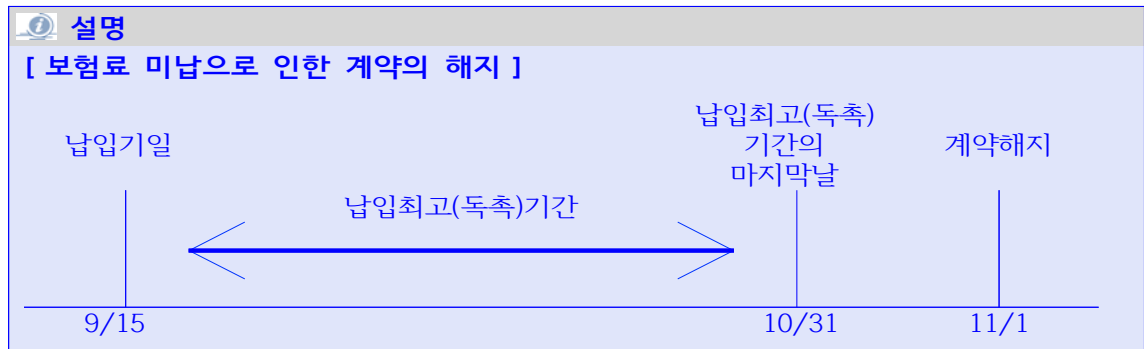 설명
[ 보험료 미납으로 인한 계약의 해지 ]
납입기일
납입최고(독촉)
기간의
마지막날
계약해지
납입최고(독촉)기간
9/15
10/31
11/1